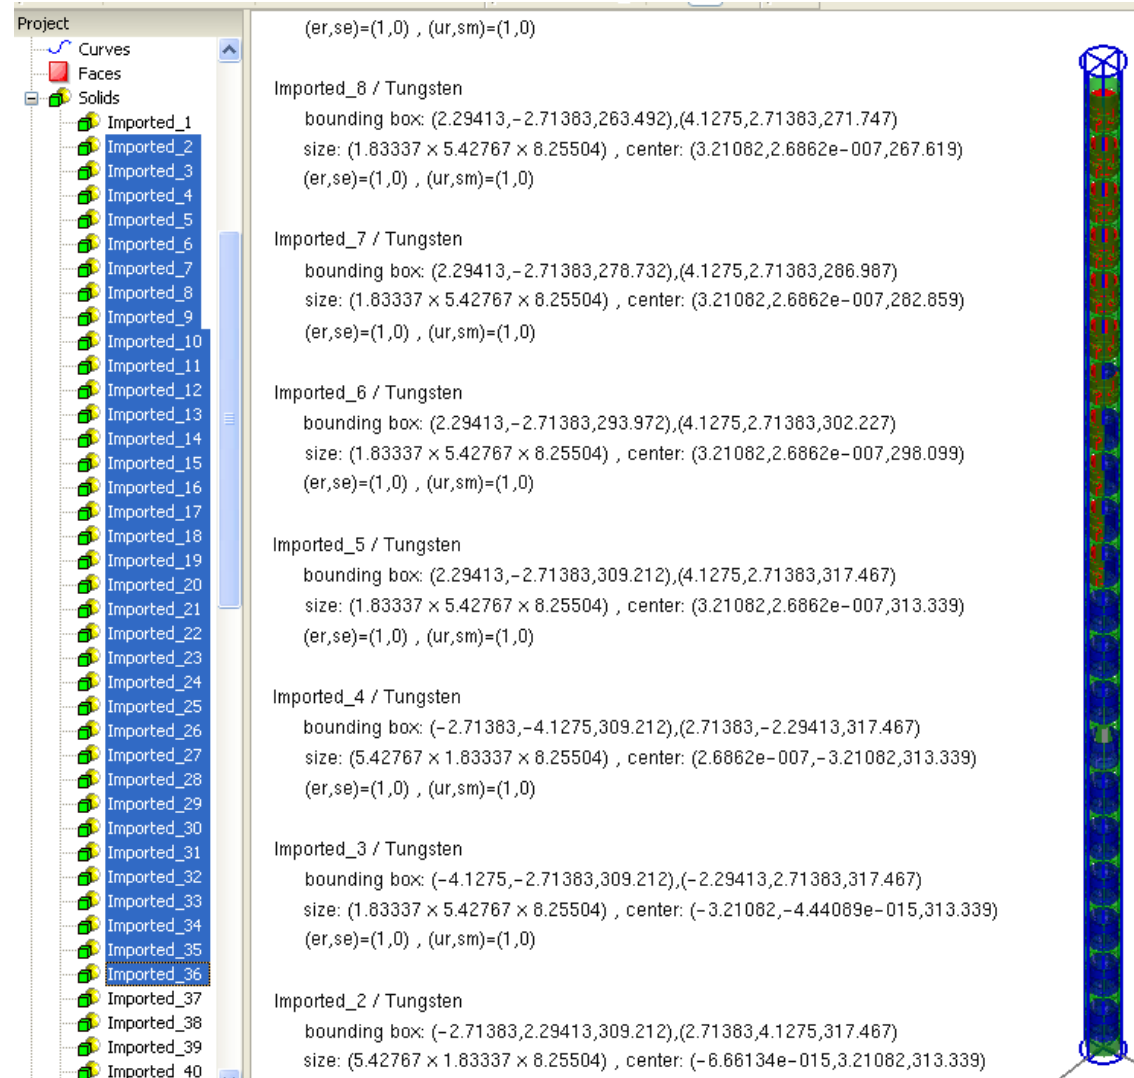 Project
Curves
Faces
Solids
Imported_1
Imported_2
Imported_3
Imported_4
Imported_5
Imported_6
Imported_7
Imported_8
Imported_9
Imported_10
Imported_11
Imported_12
Imported_13
Imported_14
Imported_15
Imported_16
Imported_17
Imported_18
Imported_19
Imported_20
Imported_21
Imported_22
Imported_23
Imported_24
Imported_25
Imported_26
Imported_27
Imported_28
Imported_29
Imported_30
Imported_31
Imported_32
Imported_33
Imported_34
Imported_35
Imported_36
Imported_37
Imported_38
Imported_39
Imported_40
(er,se)=(1,0) , (ur,sm)=(1,0)
Imported_8 / Tungsten
bounding box: (2.29413,-2.71383,263.492),(4.1275,2.71383,271.747)
size: (1.83337 × 5.42767 × 8.25504) , center: (3.21082,2.6862e-007,267.619)
(er,se)=(1,0) , (ur,sm)=(1,0)
Imported_7 / Tungsten
bounding box: (2.29413,-2.71383,278.732),(4.1275,2.71383,286.987)
size: (1.83337 × 5.42767 × 8.25504) , center: (3.21082,2.6862e-007,282.859)
(er,se)=(1,0) , (ur,sm)=(1,0)
Imported_6 / Tungsten
bounding box: (2.29413,-2.71383,293.972),(4.1275,2.71383,302.227)
size: (1.83337 × 5.42767 × 8.25504) , center: (3.21082,2.6862e-007,298.099)
(er,se)=(1,0) , (ur,sm)=(1,0)
Imported_5 / Tungsten
bounding box: (2.29413,-2.71383,309.212),(4.1275,2.71383,317.467)
size: (1.83337 × 5.42767 × 8.25504) , center: (3.21082,2.6862e-007,313.339)
(er,se)=(1,0) , (ur,sm)=(1,0)
Imported_4 / Tungsten
bounding box: (-2.71383,-4.1275,309.212),(2.71383,-2.29413,317.467)
size: (5.42767 × 1.83337 × 8.25504) , center: (2.6862e-007,-3.21082,313.339)
(er,se)=(1,0) , (ur,sm)=(1,0)
Imported_3 / Tungsten
bounding box: (-4.1275,-2.71383,309.212),(-2.29413,2.71383,317.467)
size: (1.83337 × 5.42767 × 8.25504) , center: (-3.21082,-4.44089e-015,313.339)
(er,se)=(1,0) , (ur,sm)=(1,0)
Imported_2 / Tungsten
bounding box: (-2.71383,2.29413,309.212),(2.71383,4.1275,317.467)
size: (5.42767 × 1.83337 × 8.25504) , center: (-6.66134e-015,3.21082,313.339)